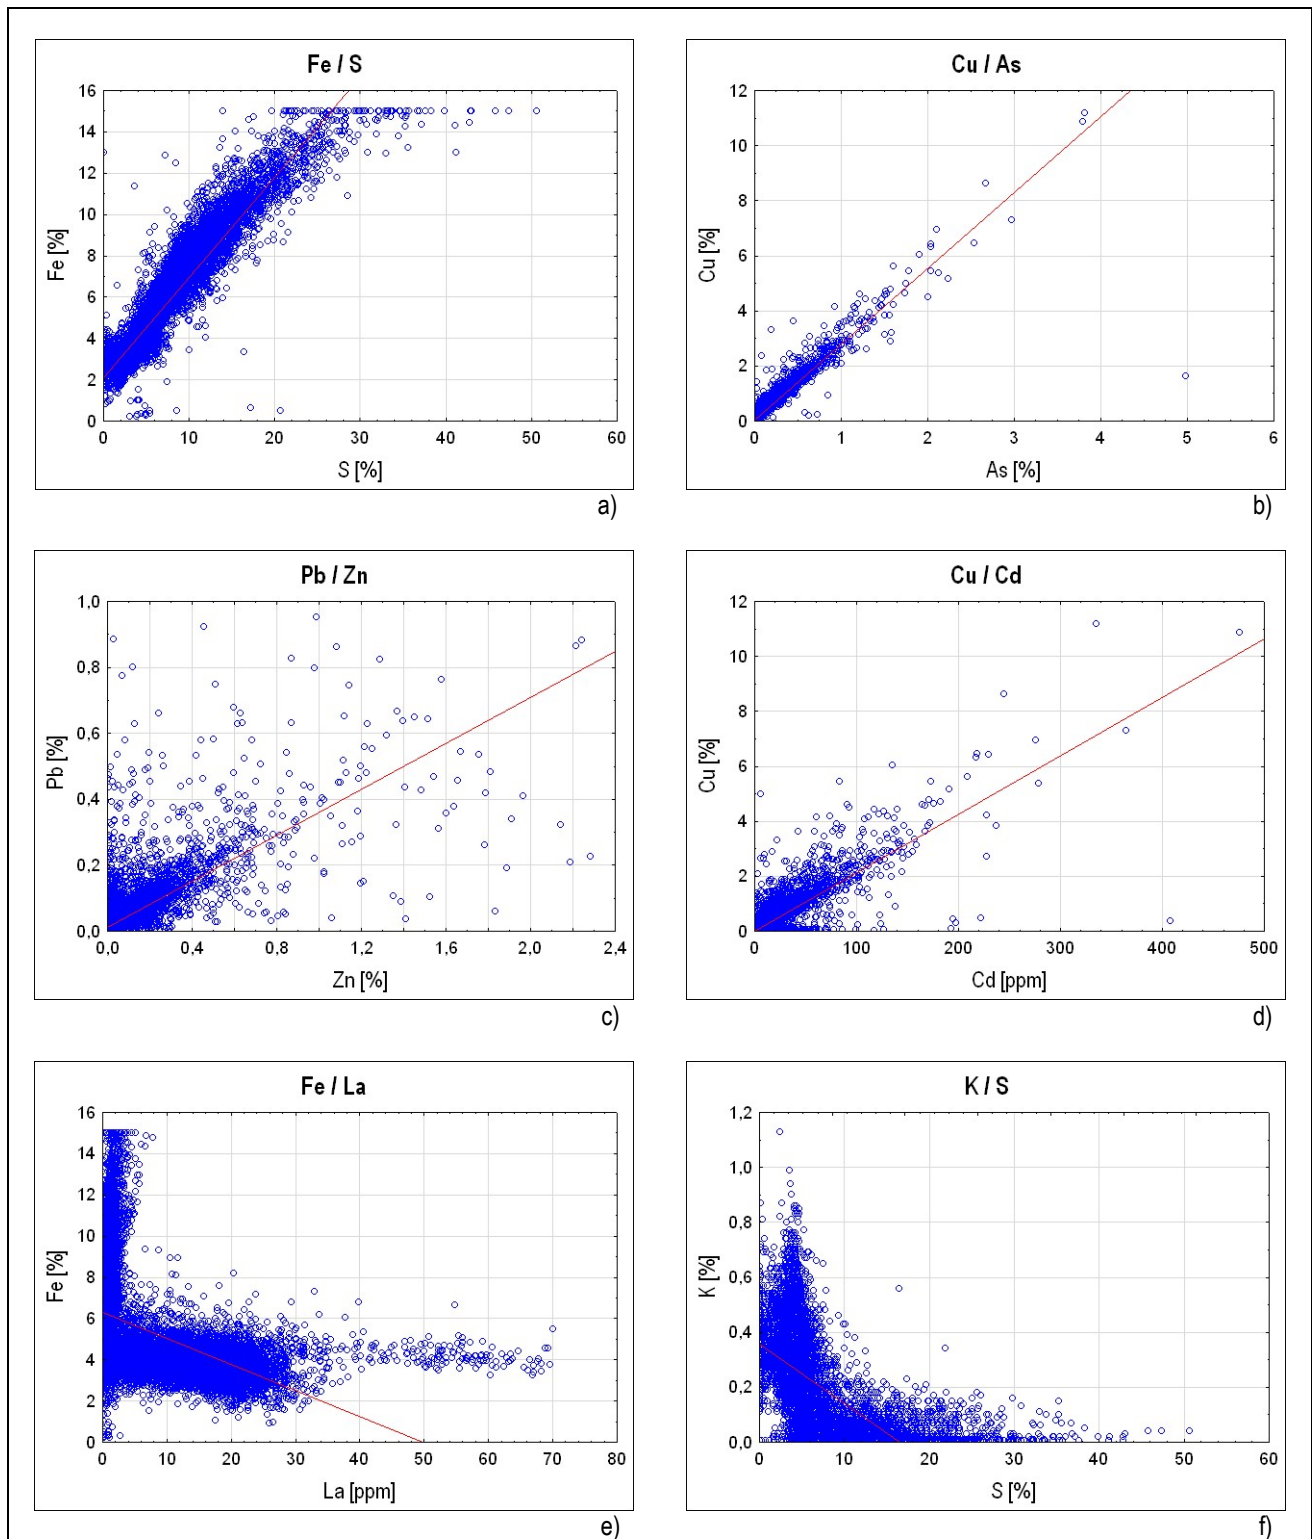 Fe / S
16
14
12
10
8
6
4
2
0
Fe [%]
0 10 20 30 40 50 60
S [%]
a)
Cu / As
12
10
8
6
4
2
0
Cu [%]
0 1 2 3 4 5 6
As [%]
b)
Pb / Zn
1,0
0,8
0,6
0,4
0,2
0,0
Pb [%]
0,0 0,4 0,8 1,2 1,6 2,0 2,4
Zn [%]
c)
Cu / Cd
12
10
8
6
4
2
0
Cu [%]
0 100 200 300 400 500
Cd [ppm]
d)
Fe / La
16
14
12
10
8
6
4
2
0
Fe [%]
0 10 20 30 40 50 60 70 80
La [ppm]
e)
K / S
1,2
1,0
0,8
0,6
0,4
0,2
0,0
K [%]
0 10 20 30 40 50 60
S [%]
f)